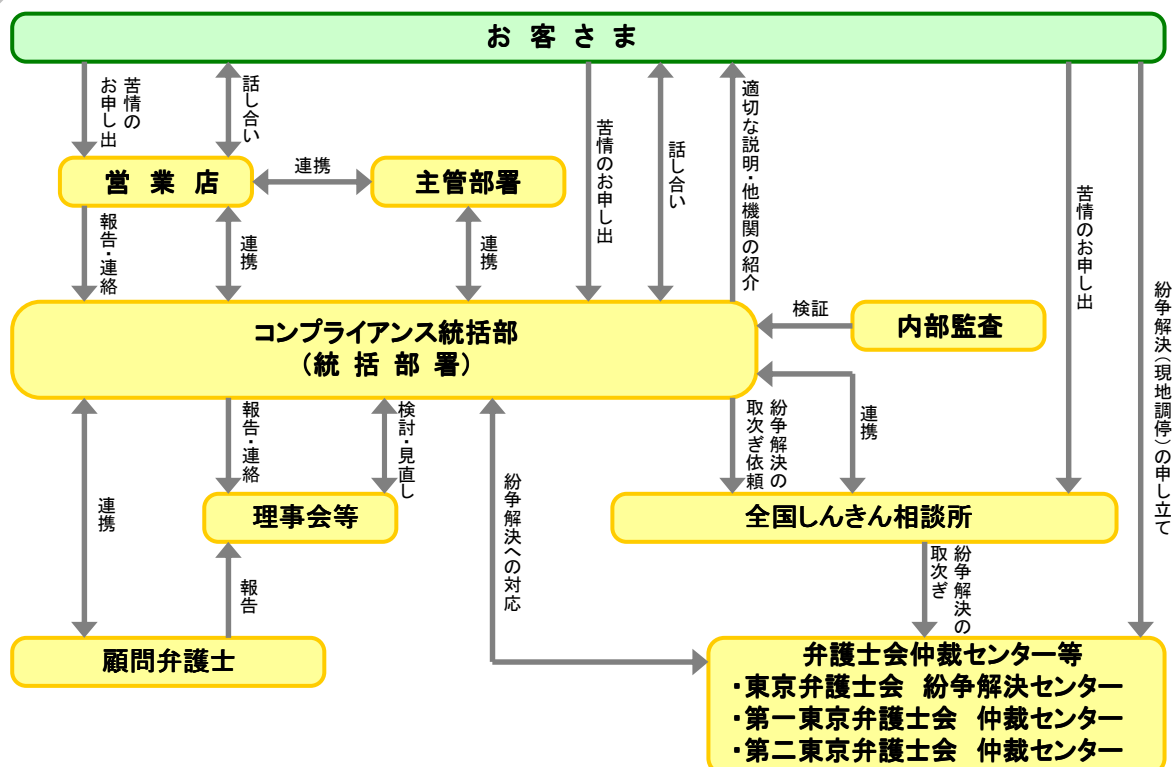 お 客 さ ま
苦情の
お申し出
話し合い
苦情のお申し出
話し合い
適切な説明・他機関の紹介
苦情のお申し出
紛争解決(現地調停)の申し立て
営 業 店
連携
主管部署
報告・連絡
連携
連携
コンプライアンス統括部
(統 括 部 署)
検証
内部監査
連携
報告・連絡
検討・見直し
紛争解決への対応
紛争解決の
取次ぎ依頼
連携
理事会等
全国しんきん相談所
報告
紛争解決の
取次ぎ
顧問弁護士
弁護士会仲裁センター等
・東京弁護士会 紛争解決センター
・第一東京弁護士会 仲裁センター
・第二東京弁護士会 仲裁センター